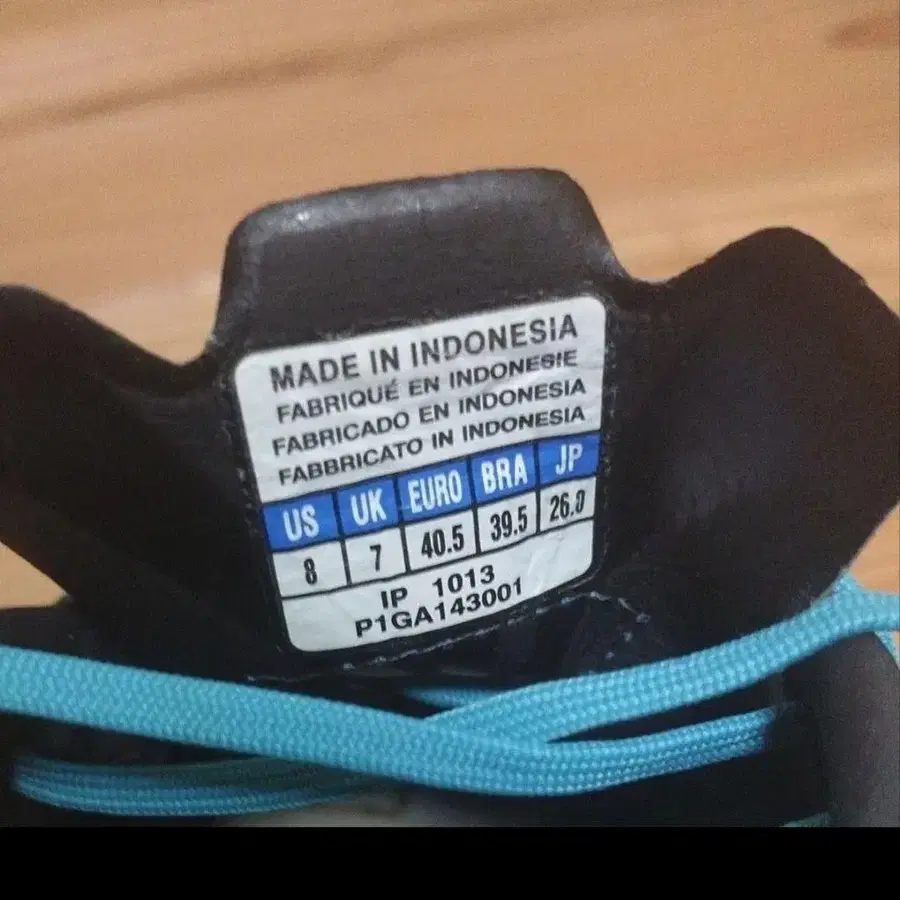 MADE IN INDONESIA
FABRIQUÉ EN INDONESIE
FABRICADO EN INDONESIA
FABBRICATO IN INDONESIA
US UK EURO BRA JP
8 7 40.5 39.5 26.0
IP 1013
P1GA143001